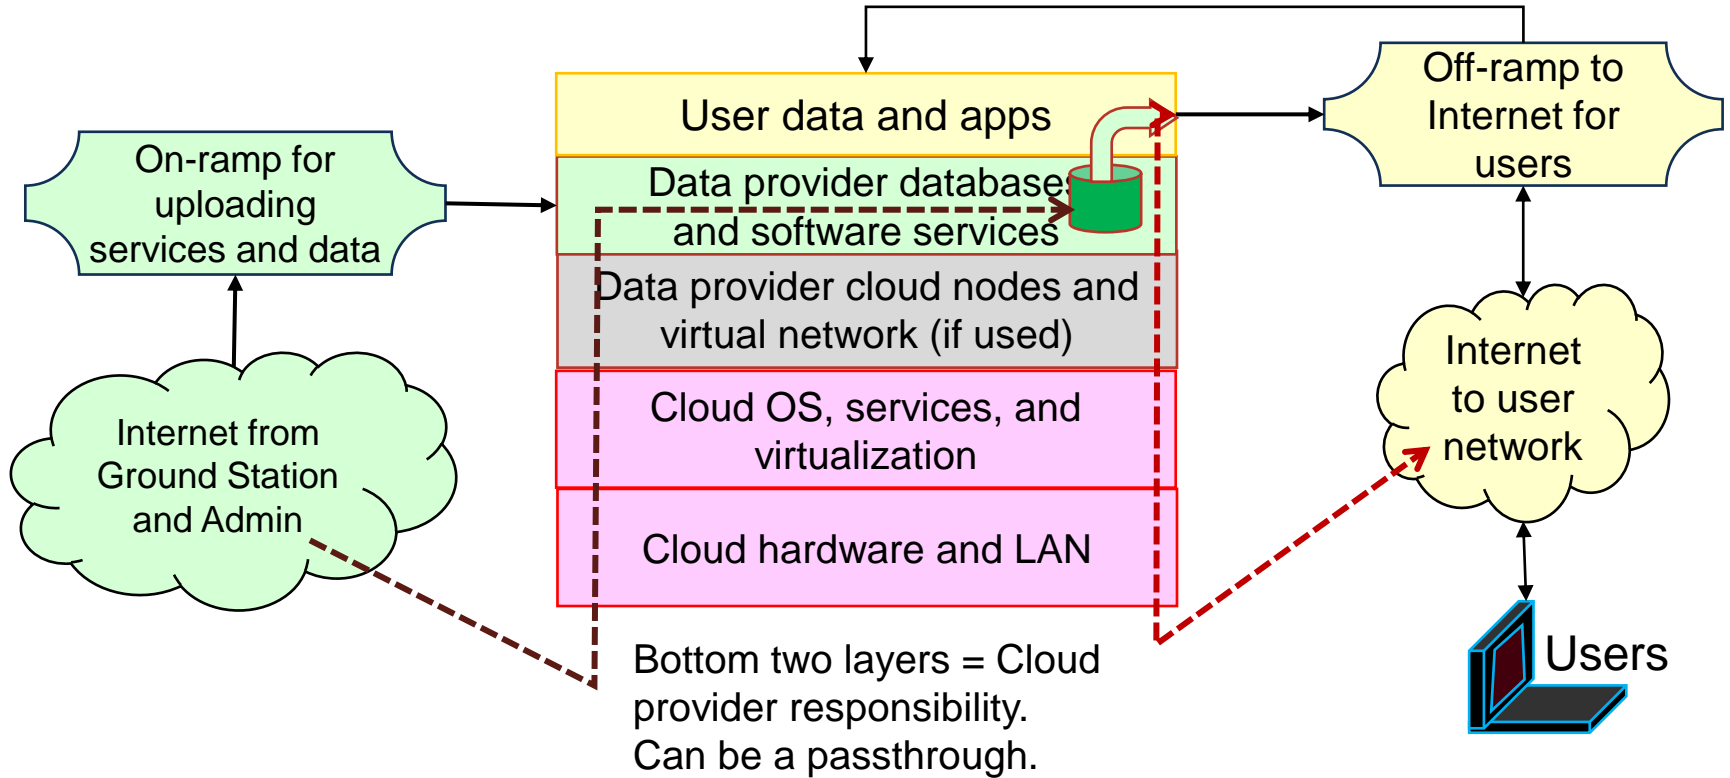 On-ramp for
uploading
services and data
Internet from
Ground Station
and Admin
User data and apps
Data provider databases
and software services
Data provider cloud nodes and
virtual network (if used)
Cloud OS, services, and
virtualization
Cloud hardware and LAN
Bottom two layers = Cloud
provider responsibility.
Can be a passthrough.
Off-ramp to
Internet for
users
Internet
to user
network
Users